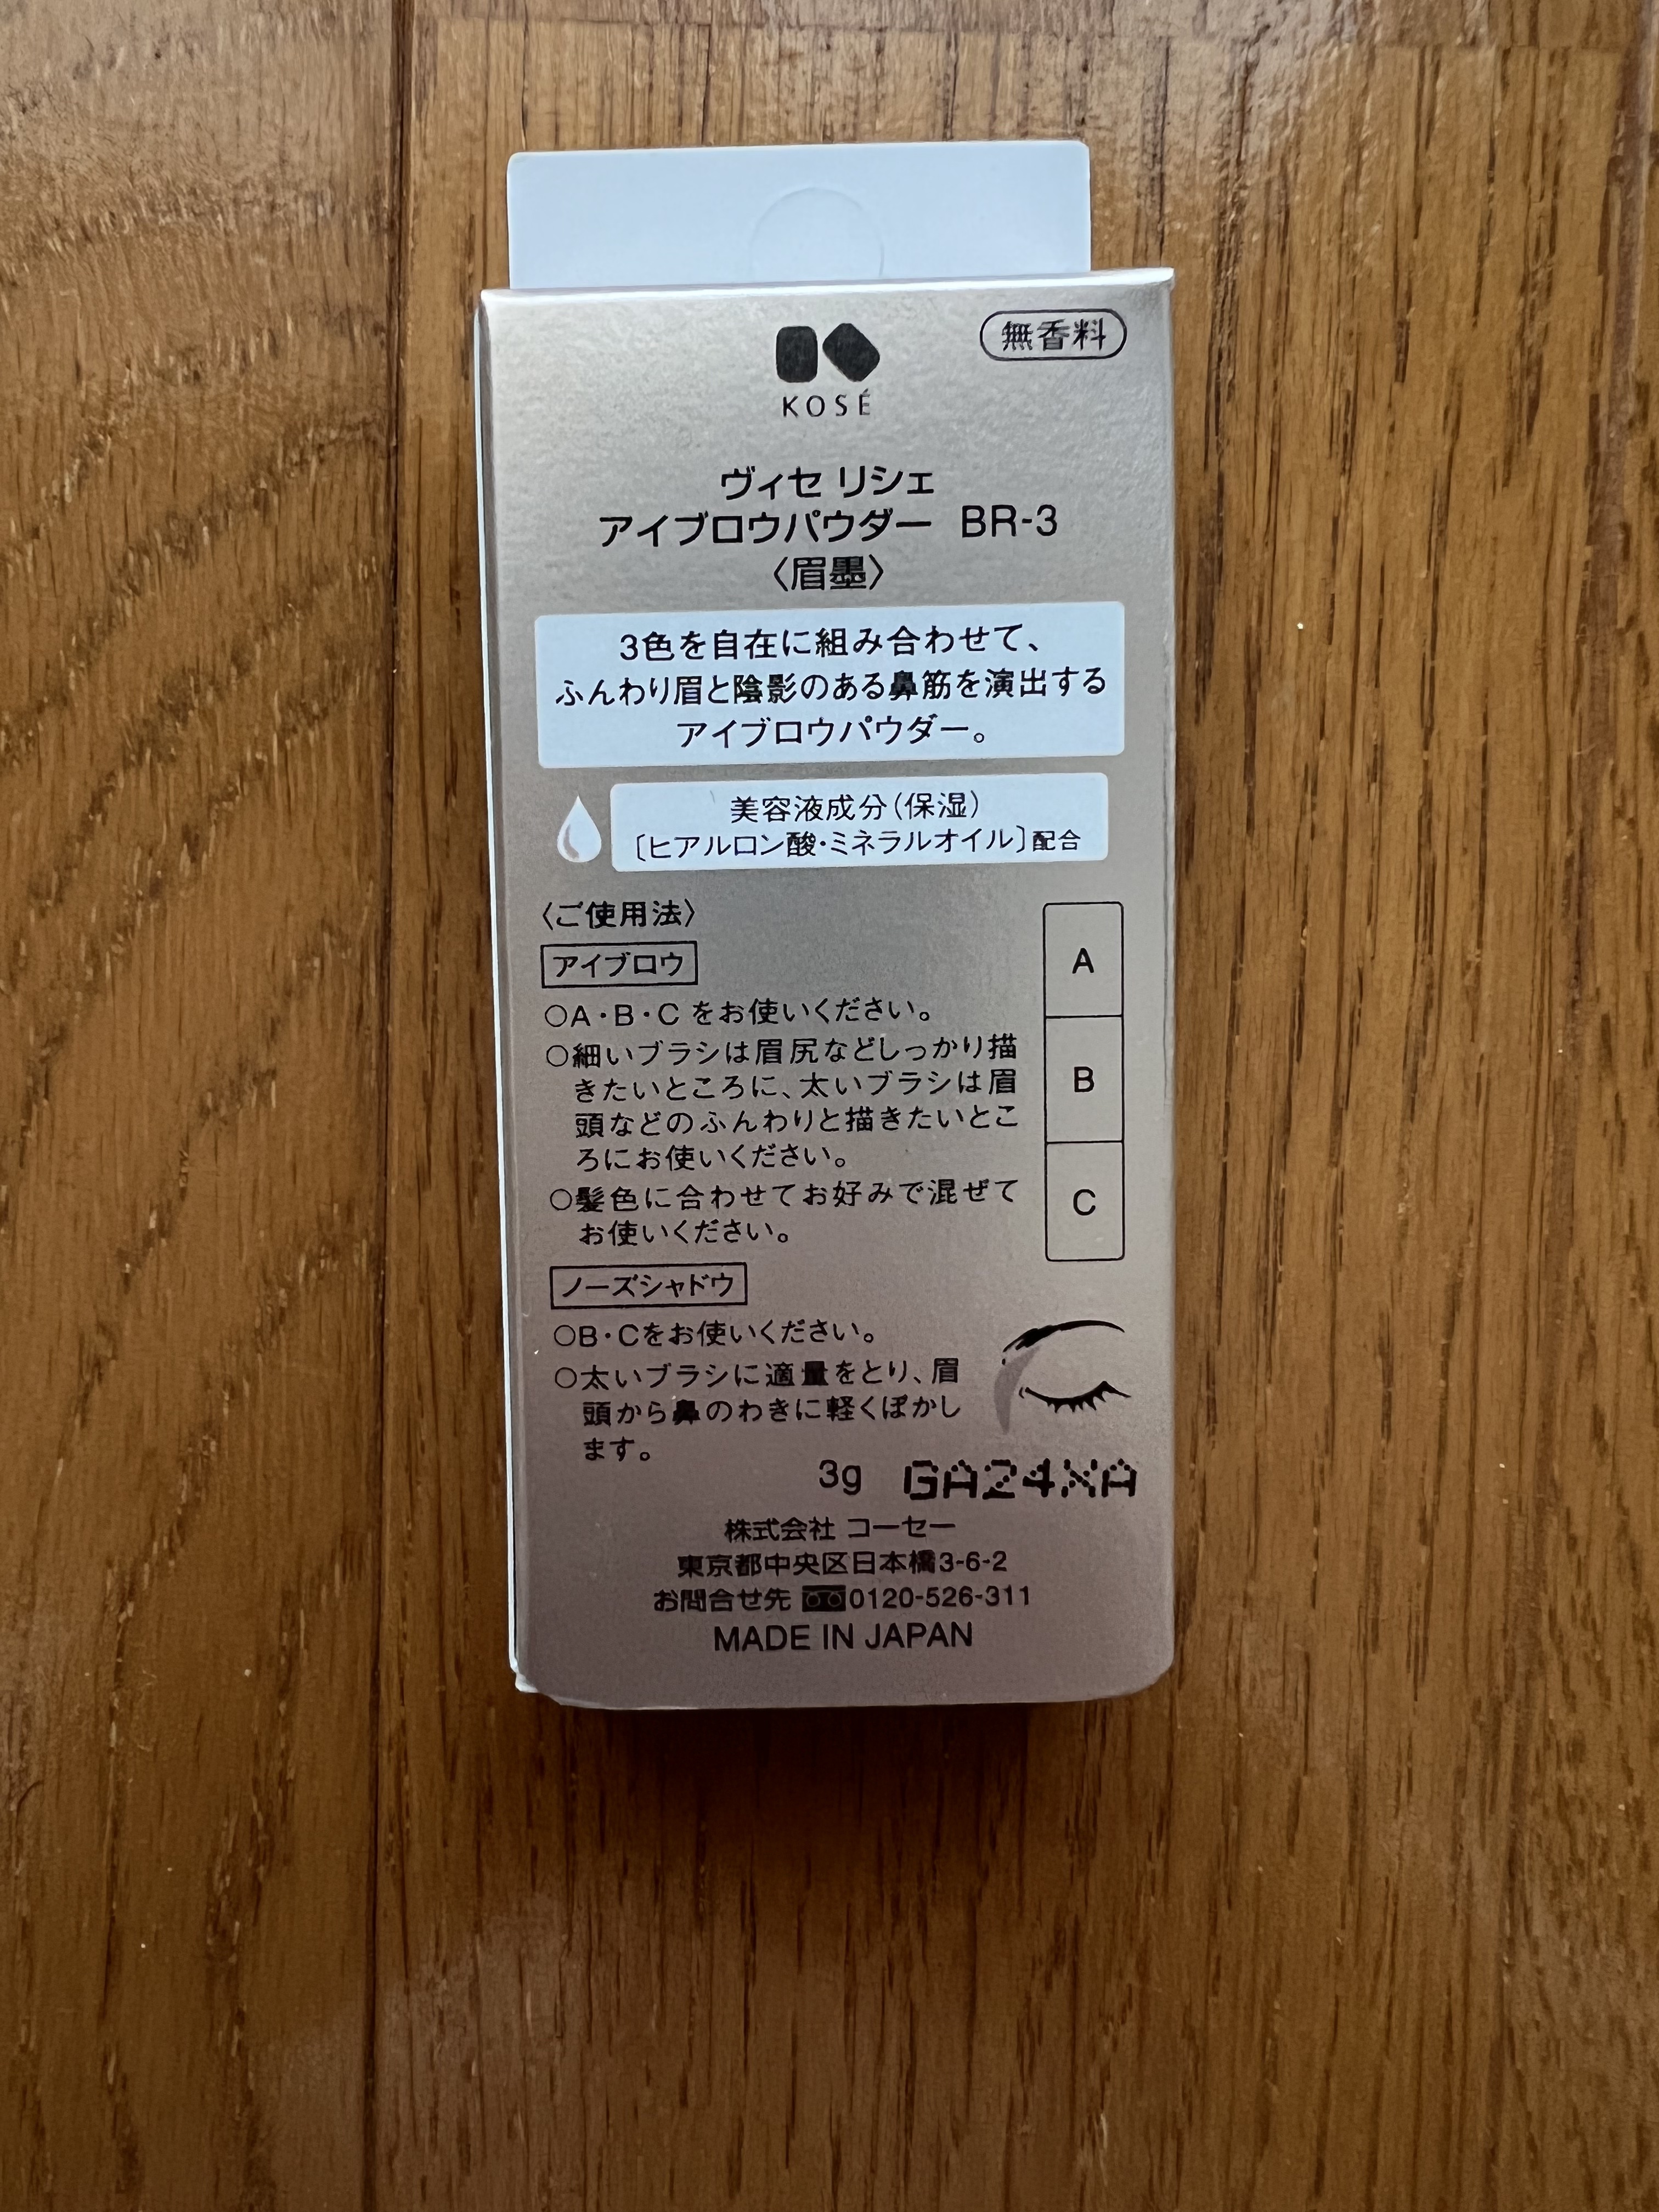 無香料
KOSÉ
ヴィセ リシェ
アイブロウパウダー BR-3
〈眉墨〉
3色を自在に組み合わせて、
ふんわり眉と陰影のある鼻筋を演出する
アイブロウパウダー。
美容液成分（保湿）
〔ヒアルロン酸・ミネラルオイル〕配合
〈ご使用法〉
アイブロウ
○A・B・C をお使いください。
○細いブラシは眉尻などしっかり描
きたいところに、太いブラシは眉
頭などのふんわりと描きたいとこ
ろにお使いください。
○髪色に合わせてお好みで混ぜて
お使いください。
A
B
C
ノーズシャドウ
○B・Cをお使いください。
○太いブラシに適量をとり、眉
頭から鼻のわきに軽くぼかし
ます。
3g GA24XA
株式会社 コーセー
東京都中央区日本橋3-6-2
お問合せ先 0120-526-311
MADE IN JAPAN